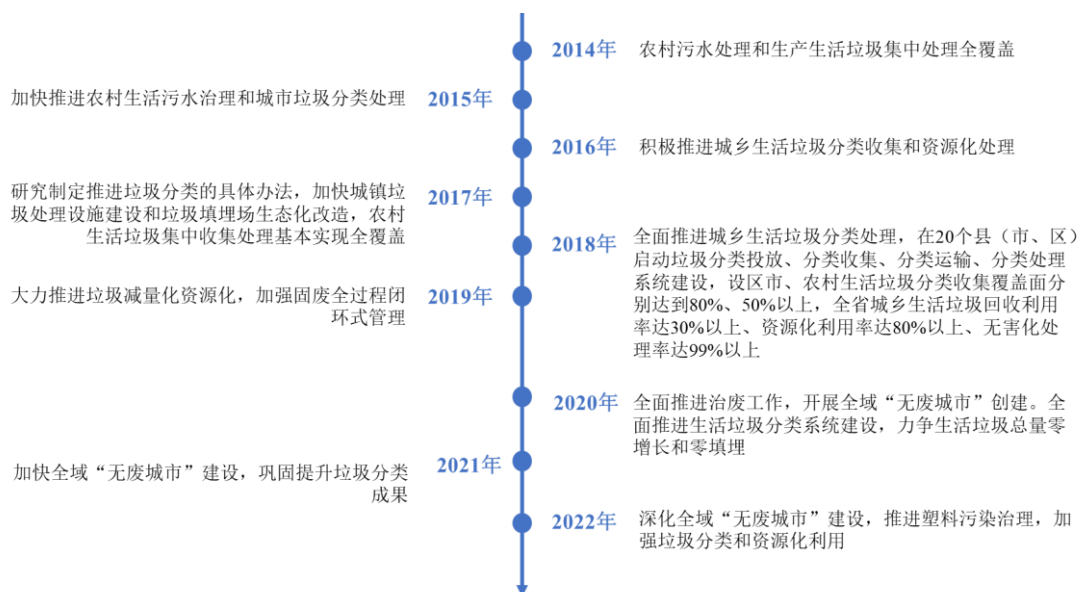 2014年 农村污水处理和生产生活垃圾集中处理全覆盖
加快推进农村生活污水治理和城市垃圾分类处理 2015年
2016年 积极推进城乡生活垃圾分类收集和资源化处理
研究制定推进垃圾分类的具体办法，加快城镇垃
圾处理设施建设和垃圾填埋场生态化改造，农村
生活垃圾集中收集处理基本实现全覆盖
2017年
2018年
全面推进城乡生活垃圾分类处理，在20个县（市、区）
启动垃圾分类投放、分类收集、分类运输、分类处理
系统建设，设区市、农村生活垃圾分类收集覆盖面分
别达到80%、50%以上，全省城乡生活垃圾回收利用
率达30%以上、资源化利用率达80%以上、无害化处
理率达99%以上
大力推进垃圾减量化资源化，加强固废全过程闭
环式管理
2019年
2020年
全面推进治废工作，开展全域“无废城市”创建。全
面推进生活垃圾分类系统建设，力争生活垃圾总量零
增长和零填埋
加快全域“无废城市”建设，巩固提升垃圾分类
成果
2021年
2022年
深化全域“无废城市”建设，推进塑料污染治理，加
强垃圾分类和资源化利用